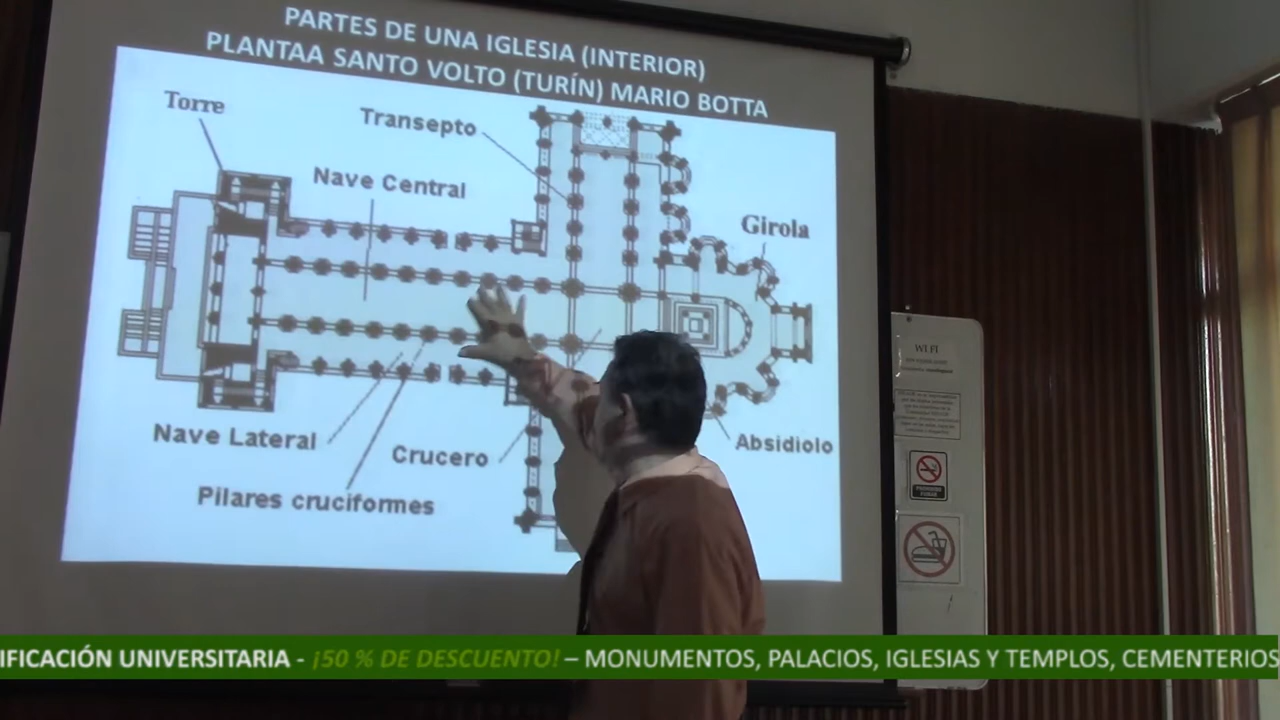 PARTES DE UNA IGLESIA (INTERIOR)
PLANTAA SANTO VOLTO (TURÍN) MARIO BOTTA
Torre
Transepto
Nave Central
Girola
Nave Lateral
Crucero
Absidiolo
Pilares cruciformes
WI FI
IFICACIÓN UNIVERSITARIA - ¡50 % DE DESCUENTO! – MONUMENTOS, PALACIOS, IGLESIAS Y TEMPLOS, CEMENTERIOS